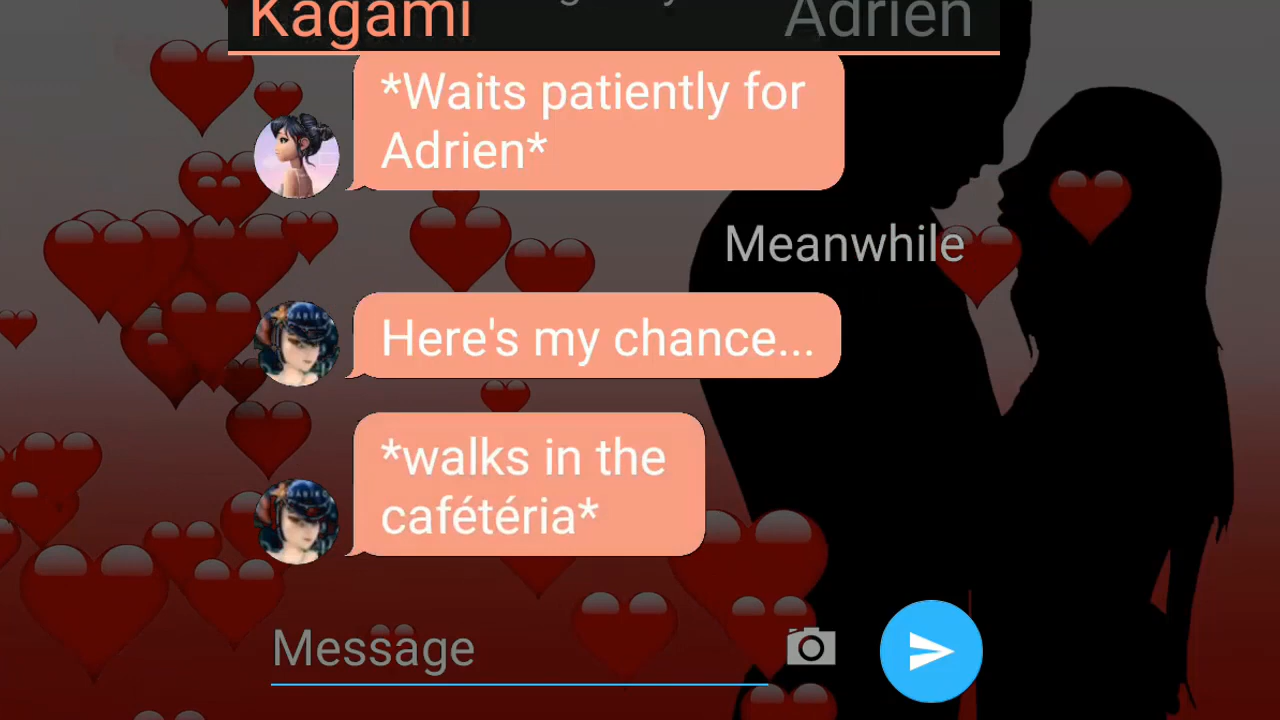 Kagami
Adrien
*Waits patiently for
Adrien*
Meanwhile
Here's my chance...
*walks in the
cafétéria*
Message